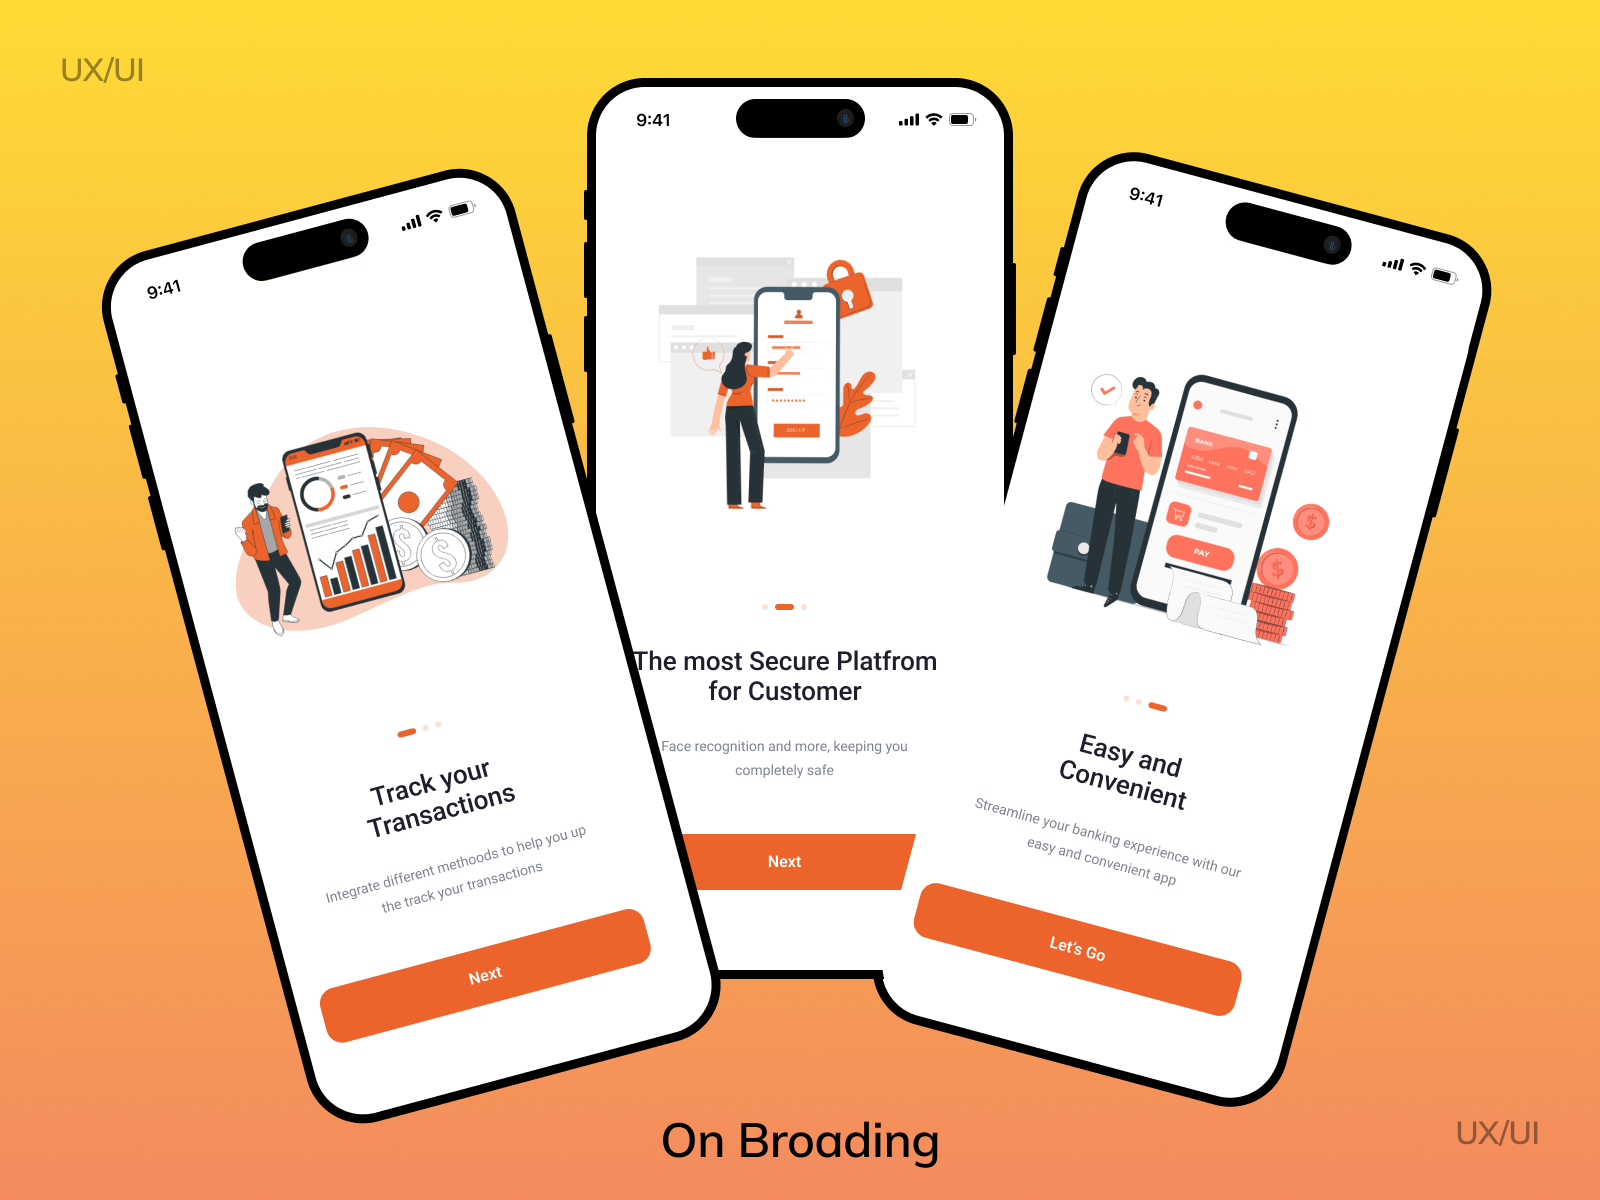 UX/UI
9:41
Track your
Transactions
Integrate different methoods to help you up
the track your transactions
Next
9:41
SING UP
The most Secure Platfrom
for Customer
Face recognition and more, keeping you
completely safe
Next
9:41
BANK
PAY
Easy and
Convenient
Streamline your banking experience with our
easy and convenient app
Let's Go
On Broading
UX/UI